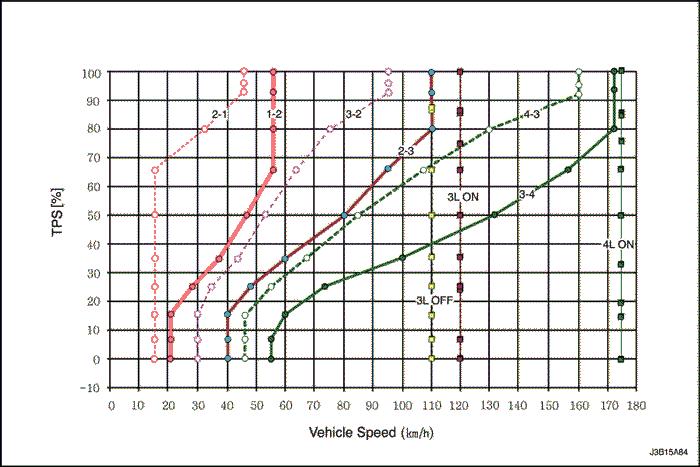 TPS [%]
100
90
80
70
60
50
40
30
20
10
0
-10
2-1
1-2
3-2
2-3
4-3
3-4
3L ON
4L ON
3L OFF
0 10 20 30 40 50 60 70 80 90 100 110 120 130 140 150 160 170 180
Vehicle Speed (km/h)
J3B15A84